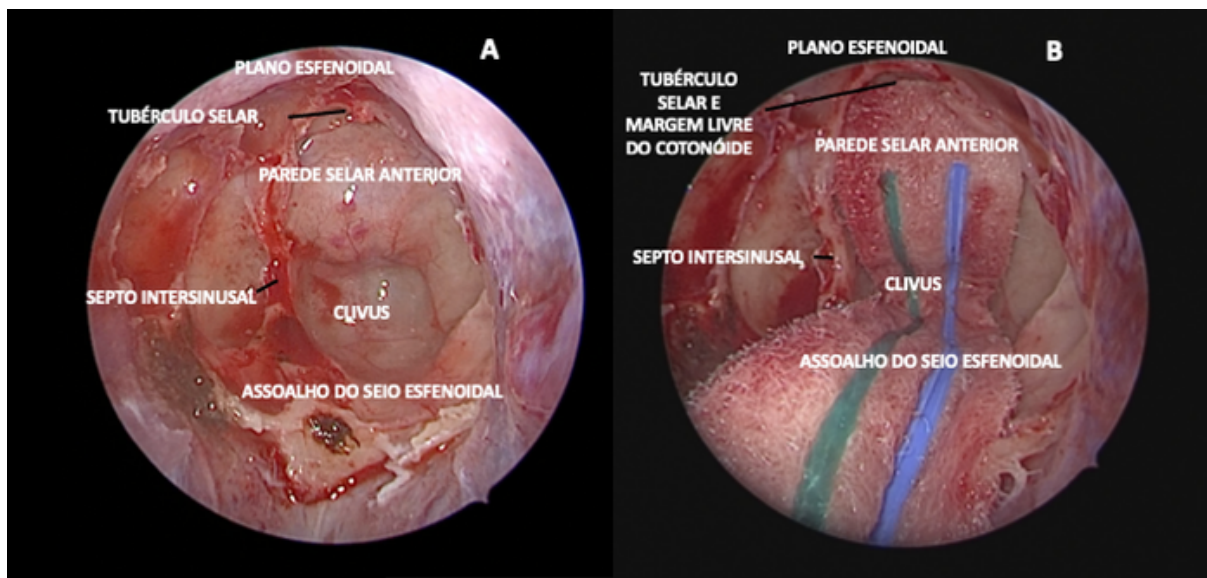 A
PLANO ESFENOIDAL
TUBÉRCULO SELAR
PAREDE SELAR ANTERIOR
SEPTO INTERSINUSAL
CLIVUS
ASSOALHO DO SEIO ESFENOIDAL
B
PLANO ESFENOIDAL
TUBÉRCULO
SELAR E
MARGEM LIVRE
DO COTONÓIDE
PAREDE SELAR ANTERIOR
SEPTO INTERSINUSAL
CLIVUS
ASSOALHO DO SEIO ESFENOIDAL